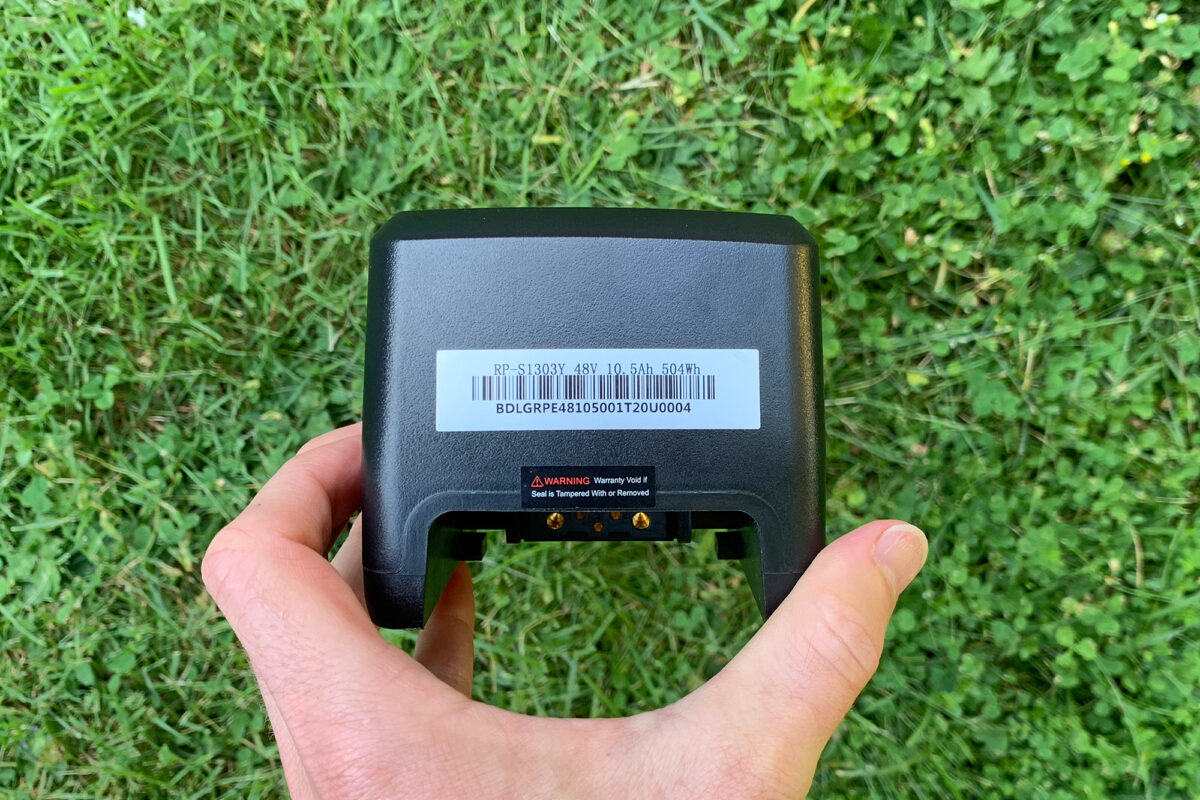 RP-S1303Y 48V 10.5Ah 504Wh
BDLGRPE48105001T20U0004
WARNING Warranty Void if
Seal is Tampered With or Removed